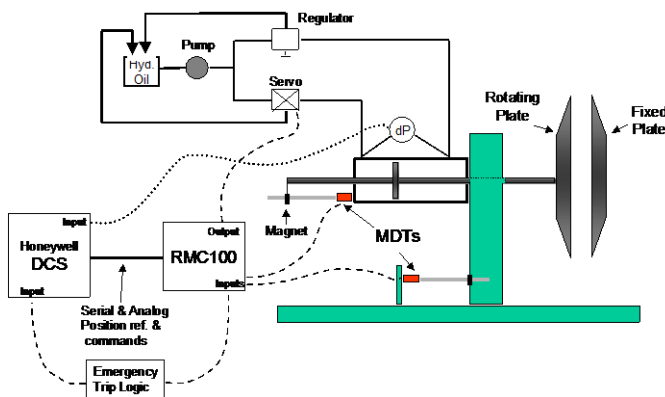 Regulator
Pump
Hyd.
Oil
Servo
dP
Rotating
Plate
Fixed
Plate
Magnet
MDTs
Input
Honeywell
DCS
Input
Output
RMC100
Inputs
Serial & Analog
Position ref. &
commands
Emergency
Trip Logic